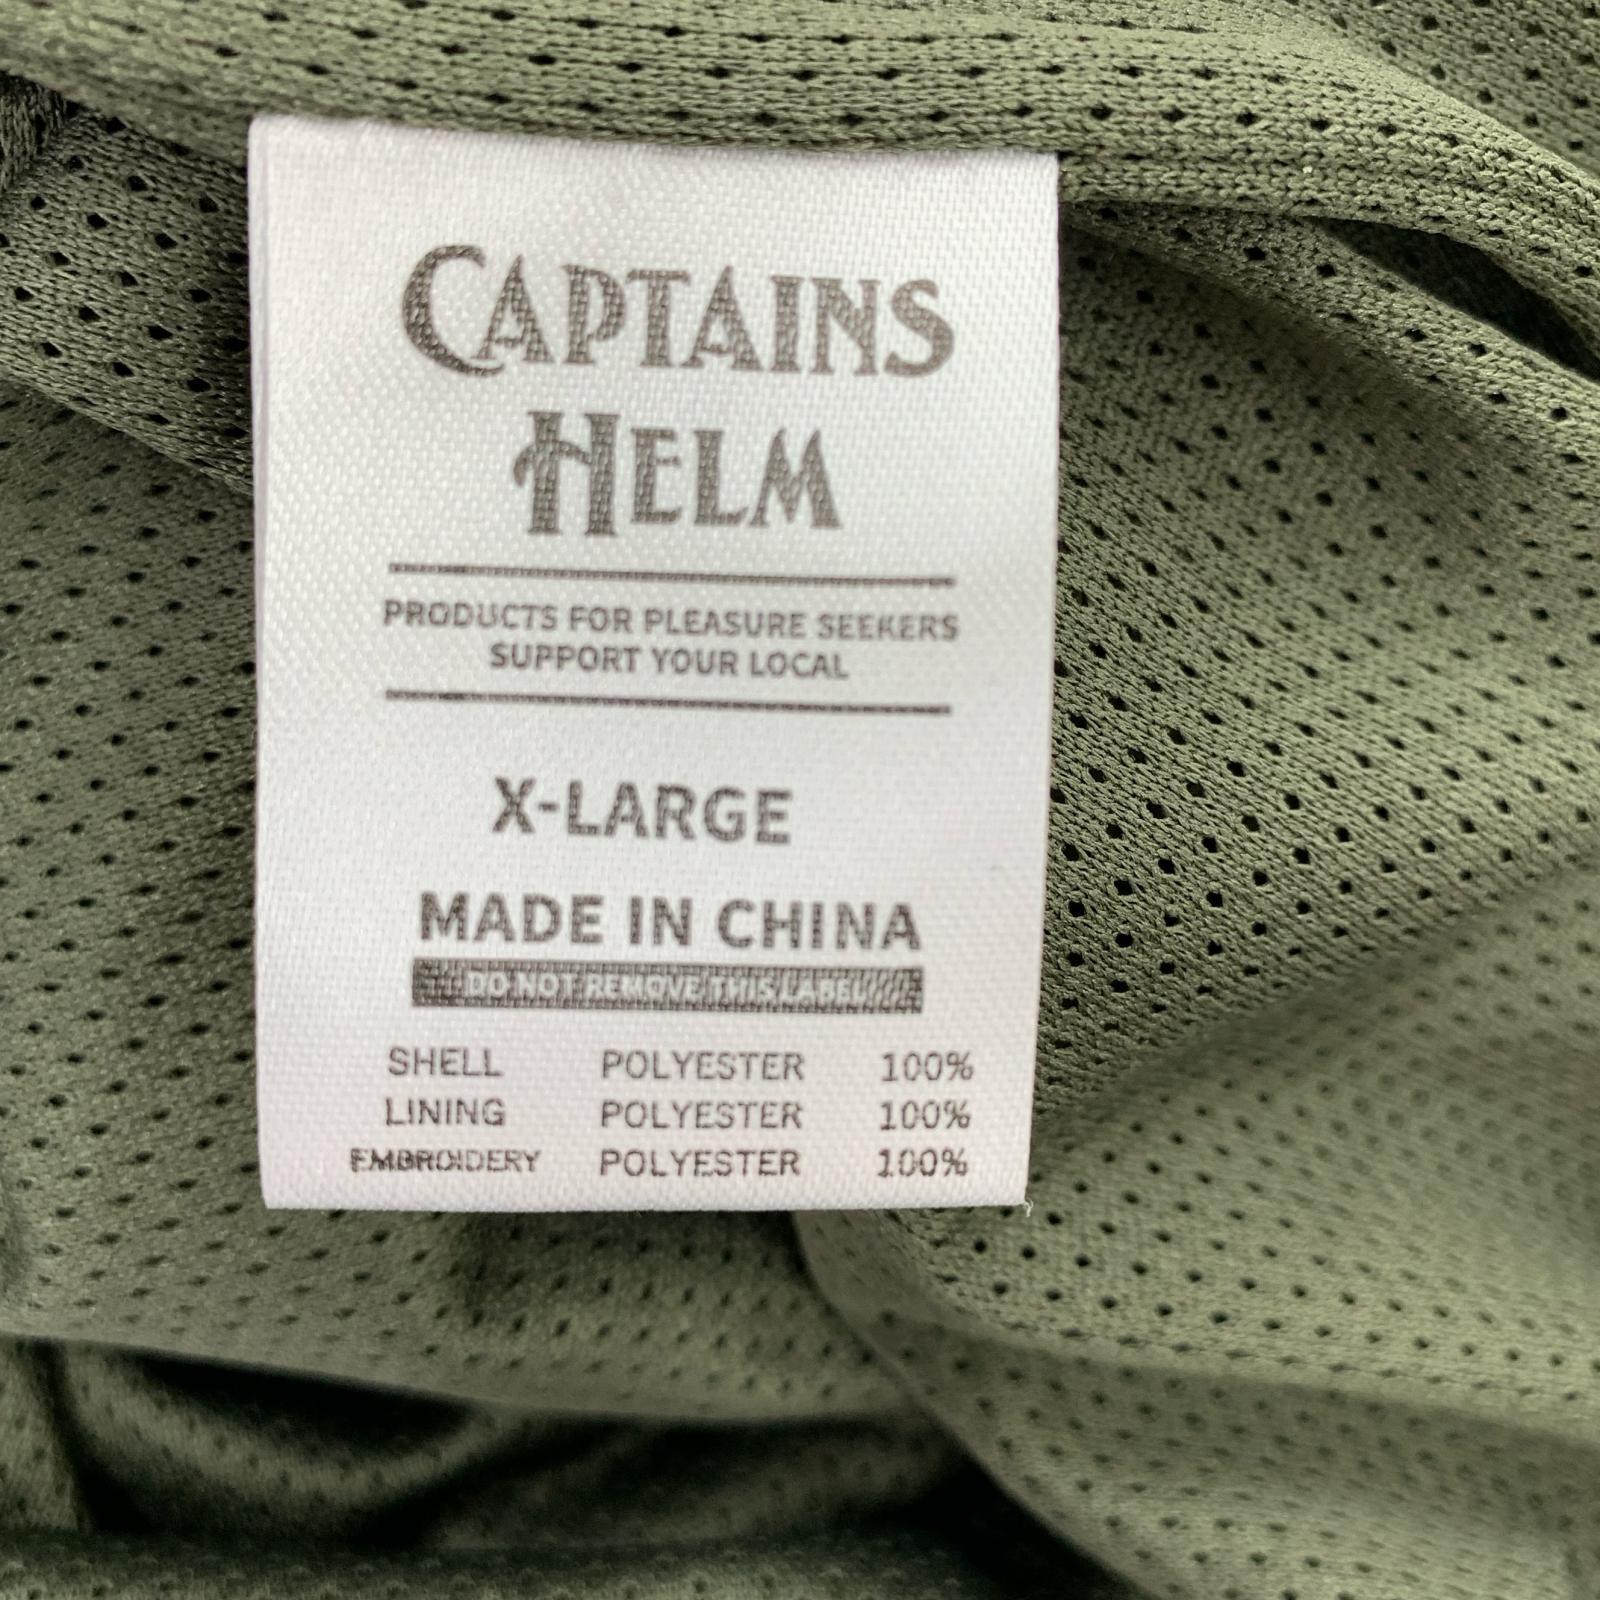 CAPTAINS
HELM
PRODUCTS FOR PLEASURE SEEKERS
SUPPORT YOUR LOCAL
X-LARGE
MADE IN CHINA
DO NOT REMOVE THIS LABEL
SHELL POLYESTER 100%
LINING POLYESTER 100%
EMBROIDERY POLYESTER 100%